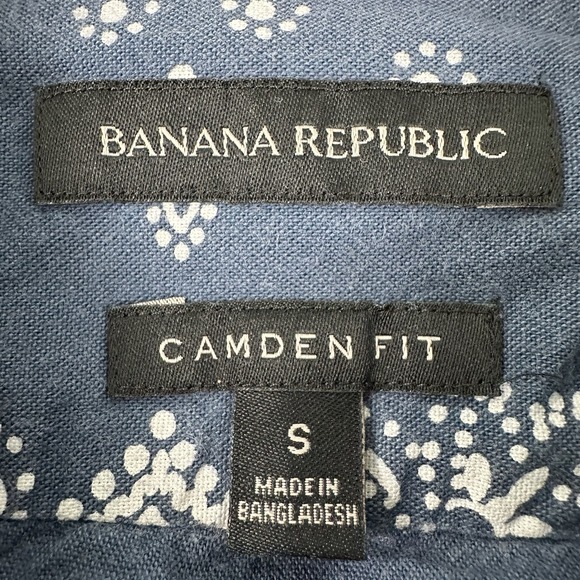 BANANA REPUBLIC
CAMDEN FIT
S
MADE IN
BANGLADESH